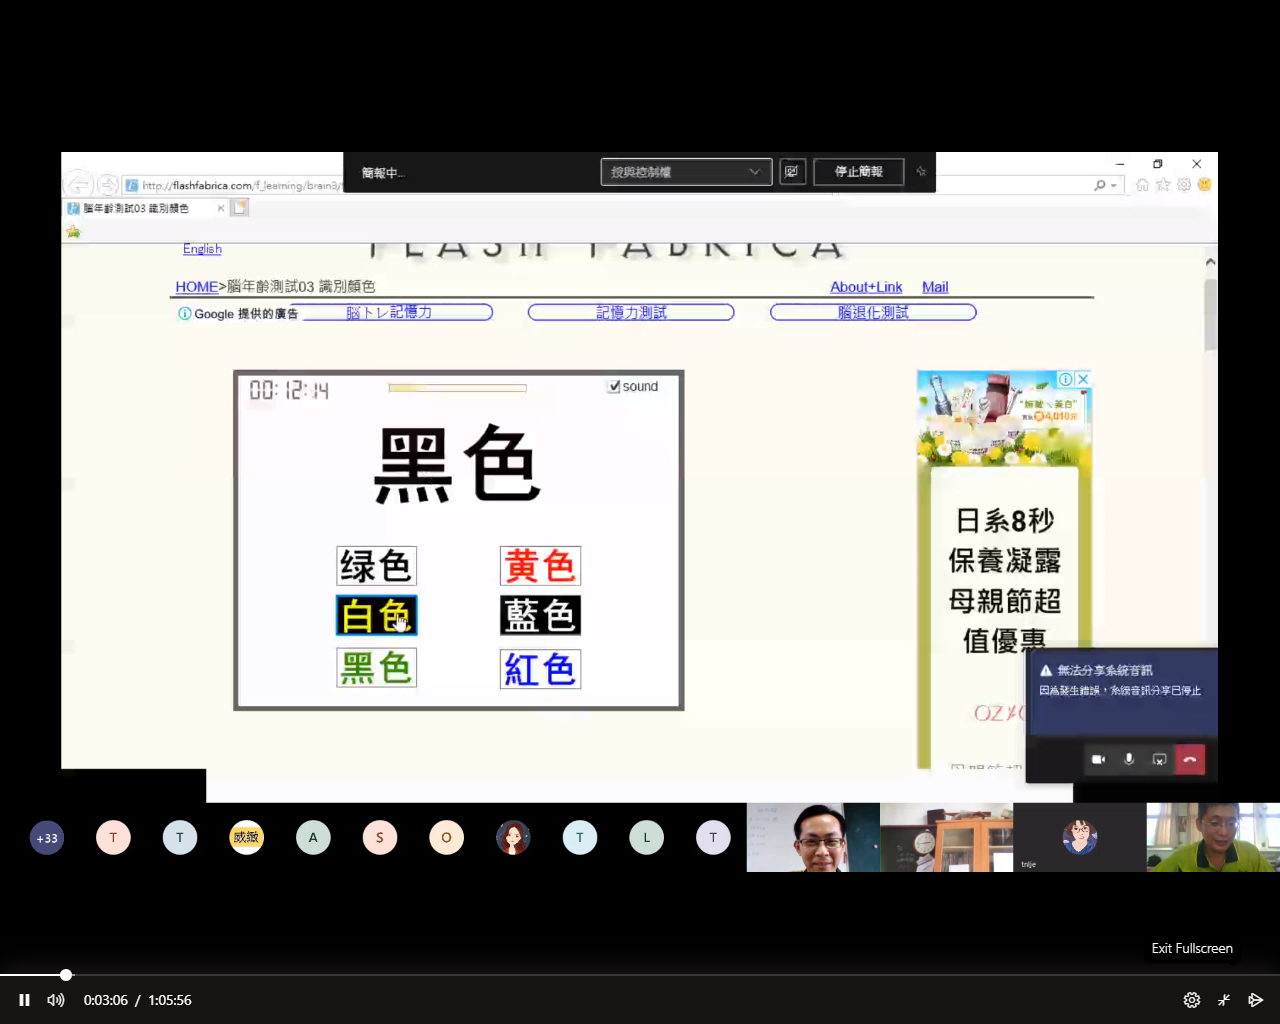 簡報中...
授與控制權
停止簡報
http://flashfabrica.com/f_learning/brain3/
腦年齡測試03 識別顏色
English
FLASH FABRICA
HOME>腦年齡測試03 識別顏色
About+Link Mail
Google 提供的廣告
脳トレ記憶力
記憶力測試
腦退化測試
00:12:14
sound
黑色
绿色
黄色
白色
藍色
黑色
紅色
日系8秒
保養凝露
母親節超
值優惠
無法分享系統音訊
因為發生錯誤，系統音訊分享已停止
+33
T
T
威緻
A
S
O
T
L
T
tnlje
Exit Fullscreen
0:03:06 / 1:05:56